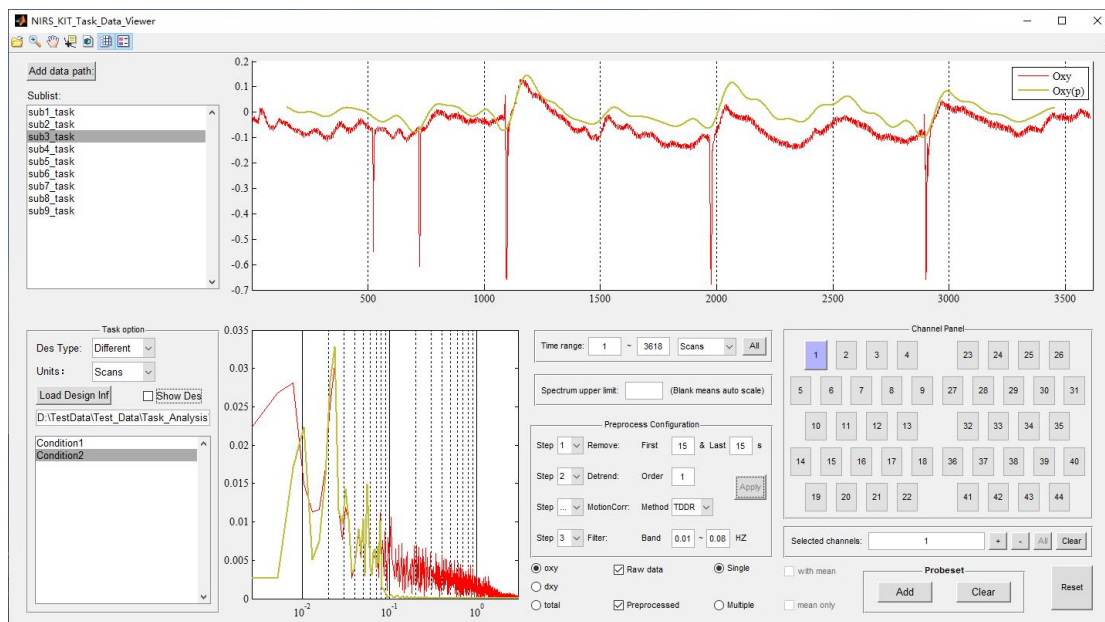 NIRS_KIT_Task_Data_Viewer
Add data path:
Sublist:
sub1_task
sub2_task
sub3_task
sub4_task
sub5_task
sub6_task
sub7_task
sub8_task
sub9_task
0.2
0.1
0
-0.1
-0.2
-0.3
-0.4
-0.5
-0.6
-0.7
500 1000 1500 2000 2500 3000 3500
Oxy
Oxy(p)
Task option
Des Type: Different
Units: Scans
Load Design Inf Show Des
D:\TestData\Test_Data\Task_Analysis
Condition1
Condition2
0.035
0.03
0.025
0.02
0.015
0.01
0.005
0
10-2 10-1 100
Time range: 1 ~ 3618 Scans All
Spectrum upper limit: (Blank means auto scale)
Preprocess Configuration
Step 1 Remove: First 15 & Last 15 s
Step 2 Detrend: Order 1
Apply
Step ... MotionCorr: Method TDDR
Step 3 Filter: Band 0.01 ~ 0.08 HZ
oxy Raw data Single with mean
dxy
total Preprocessed Multiple mean only
Channel Panel
1 2 3 4 23 24 25 26
5 6 7 8 9 27 28 29 30 31
10 11 12 13 32 33 34 35
14 15 16 17 18 36 37 38 39 40
19 20 21 22 41 42 43 44
Selected channels: 1 + - All Clear
Probeset
Add Clear
Reset